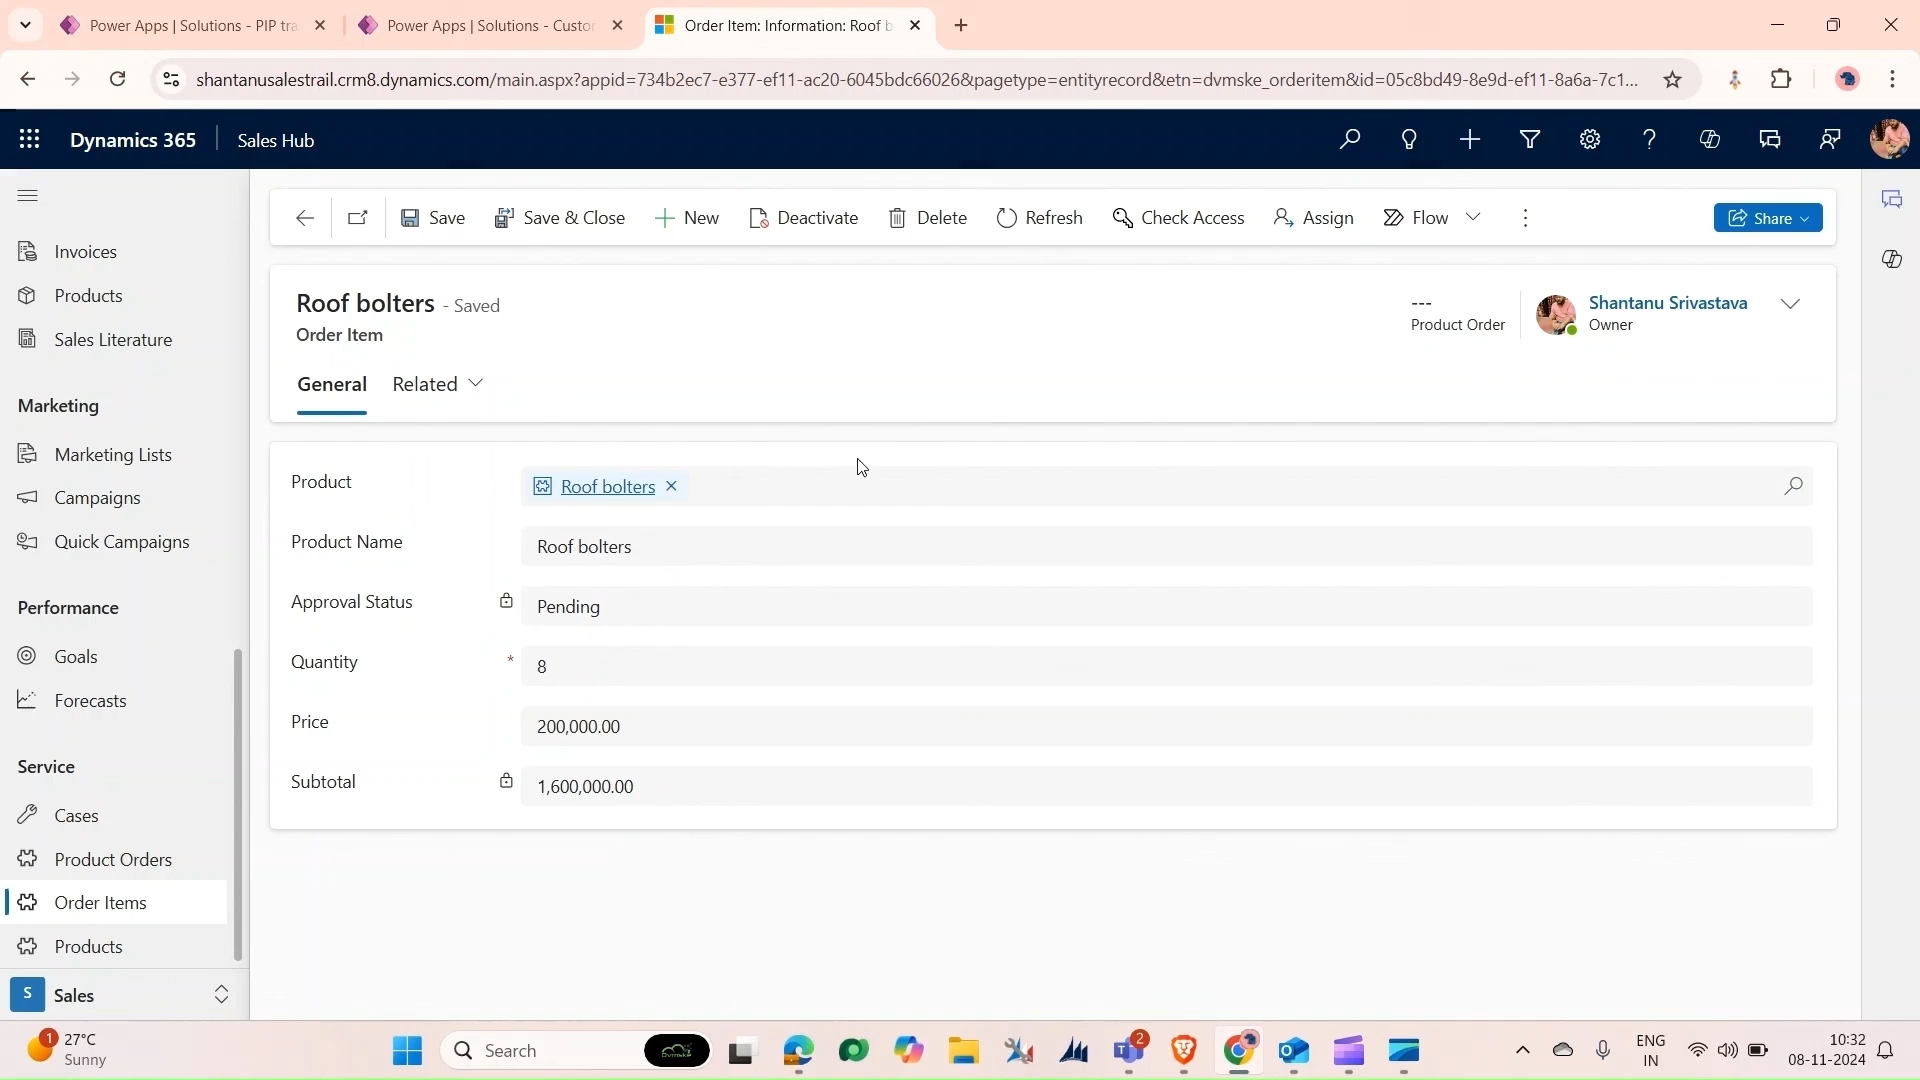 Power Apps | Solutions - PIP tra
Power Apps | Solutions - Custor
Order Item: Information: Roof b
shantanusalestrail.crm8.dynamics.com/main.aspx?appid=734b2ec7-e377-ef11-ac20-6045bdc66026&pagetype=entityrecord&etn=dvmske_orderitem&id=05c8bd49-8e9d-ef11-8a6a-7c1...
Dynamics 365
Sales Hub
Save
Save & Close
New
Deactivate
Delete
Refresh
Check Access
Assign
Flow
Share
Invoices
Products
Sales Literature
Marketing
Marketing Lists
Campaigns
Quick Campaigns
Performance
Goals
Forecasts
Service
Cases
Product Orders
Order Items
Products
S
Sales
Roof bolters - Saved
Order Item
---
Product Order
Shantanu Srivastava
Owner
General
Related
Product
Roof bolters
Product Name
Roof bolters
Approval Status
Pending
Quantity *
8
Price
200,000.00
Subtotal
1,600,000.00
1
27°C
Sunny
Search
2
ENG
IN
10:32
08-11-2024